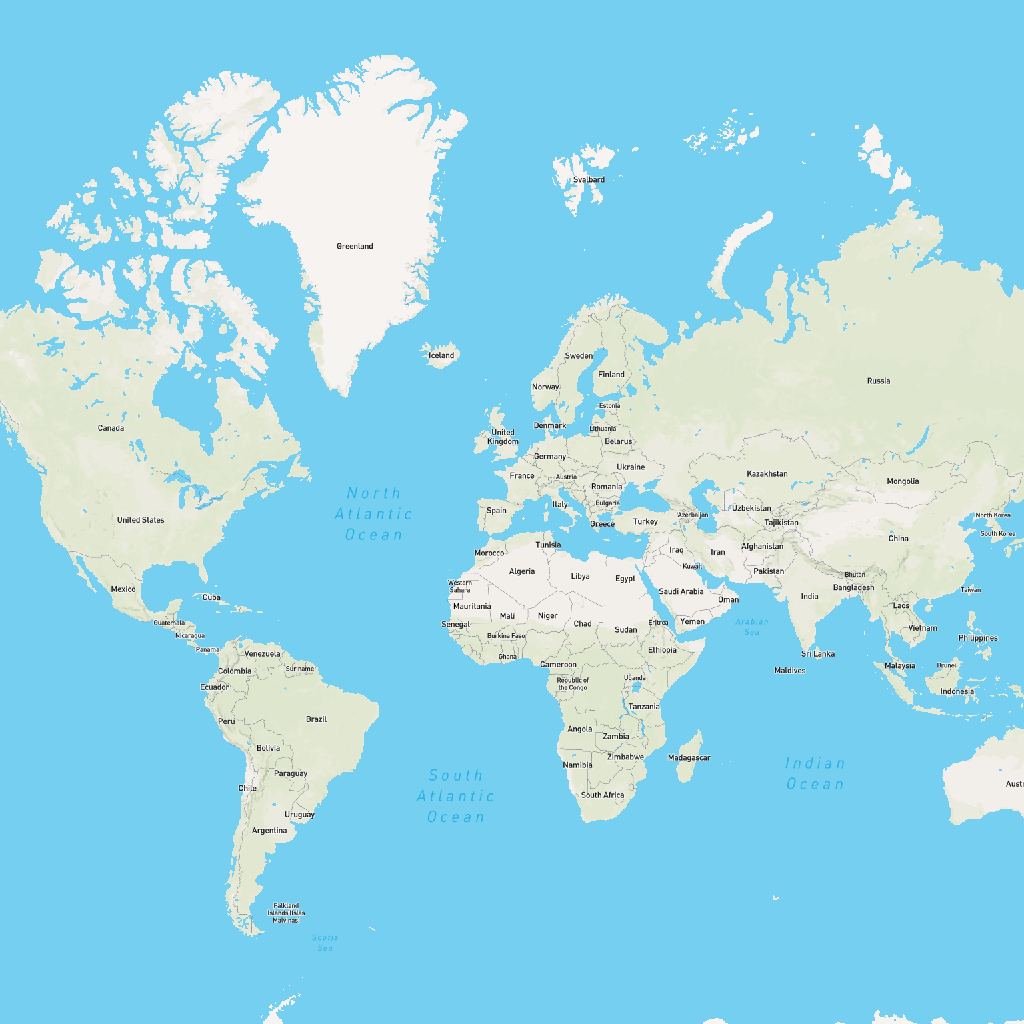 Svalbard
Greenland
Iceland
Sweden
Finland
Russia
Norway
Estonia
Canada
Denmark
Lithuania
United
Kingdom
Belarus
Germany
Ukraine
France
Austria
Kazakhstan
Mongolia
North
Atlantic
Ocean
Romania
Italy
Bulgaria
Spain
Uzbekistan
Azerbaijan
North Korea
United States
Greece
Turkey
Tajikistan
South Korea
China
Tunisia
Morocco
Iraq
Iran
Afghanistan
Kuwait
Algeria
Libya
Egypt
Pakistan
Bhutan
Bangladesh
Mexico
Western
Sahara
Saudi Arabia
Taiwan
Cuba
India
Oman
Mauritania
Laos
Mali
Niger
Chad
Sudan
Eritrea
Yemen
Arabian
Sea
Guatemala
Senegal
Vietnam
Nicaragua
Burkina Faso
Philippines
Panama
Venezuela
Ghana
Ethiopia
Sri Lanka
Colombia
Suriname
Cameroon
Maldives
Malaysia
Brunei
Ecuador
Republic of
the Congo
Uganda
Indonesia
Tanzania
Peru
Brazil
Angola
Zambia
Bolivia
Zimbabwe
Madagascar
Namibia
Indian
Ocean
Paraguay
South
Atlantic
Ocean
Chile
South Africa
Aust
Uruguay
Argentina
Falkland
Islands Islas
Malvinas
Scotia
Sea